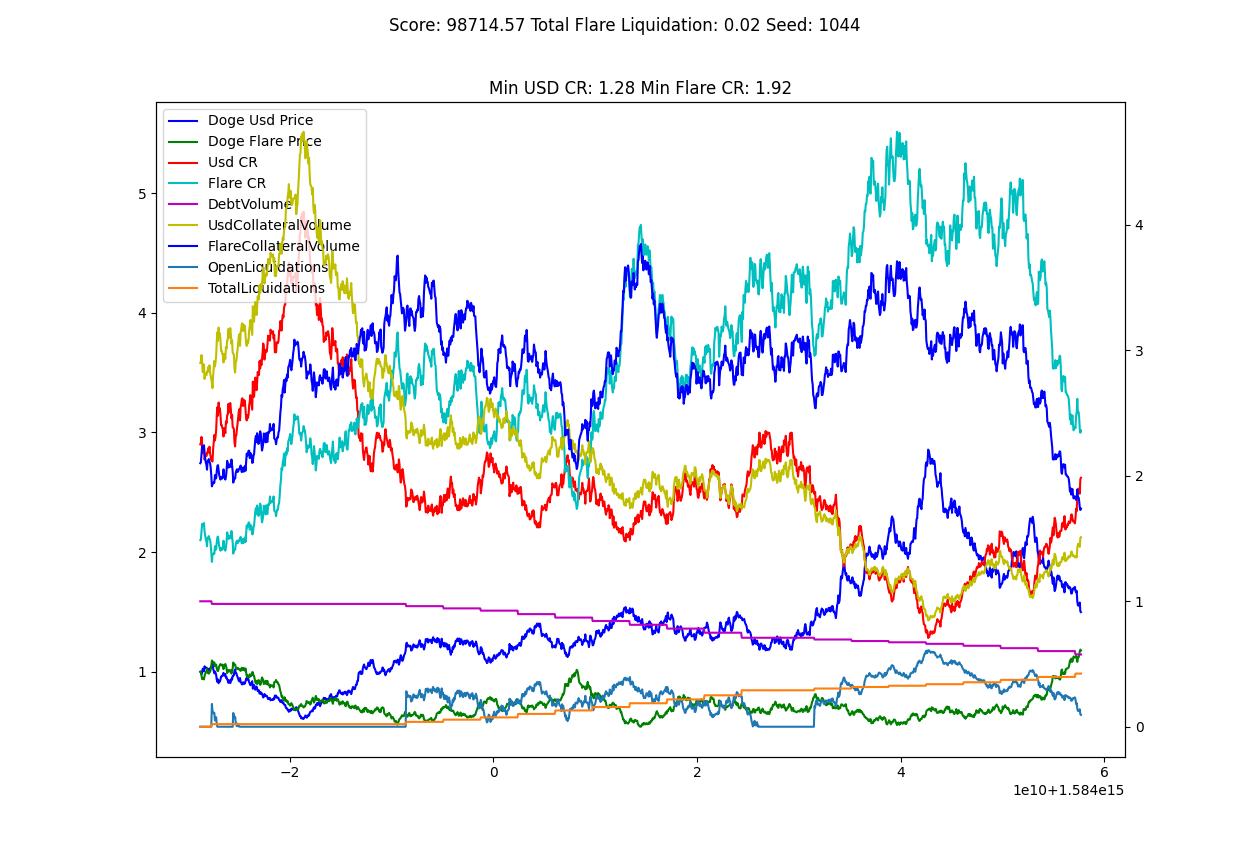 Score: 98714.57 Total Flare Liquidation: 0.02 Seed: 1044
Min USD CR: 1.28 Min Flare CR: 1.92
Doge Usd Price
Doge Flare Price
Usd CR
Flare CR
DebtVolume
UsdCollateralVolume
FlareCollateralVolume
OpenLiquidations
TotalLiquidations
5
4
3
2
1
4
3
2
1
0
−2
0
2
4
6
1e10+1.584e15